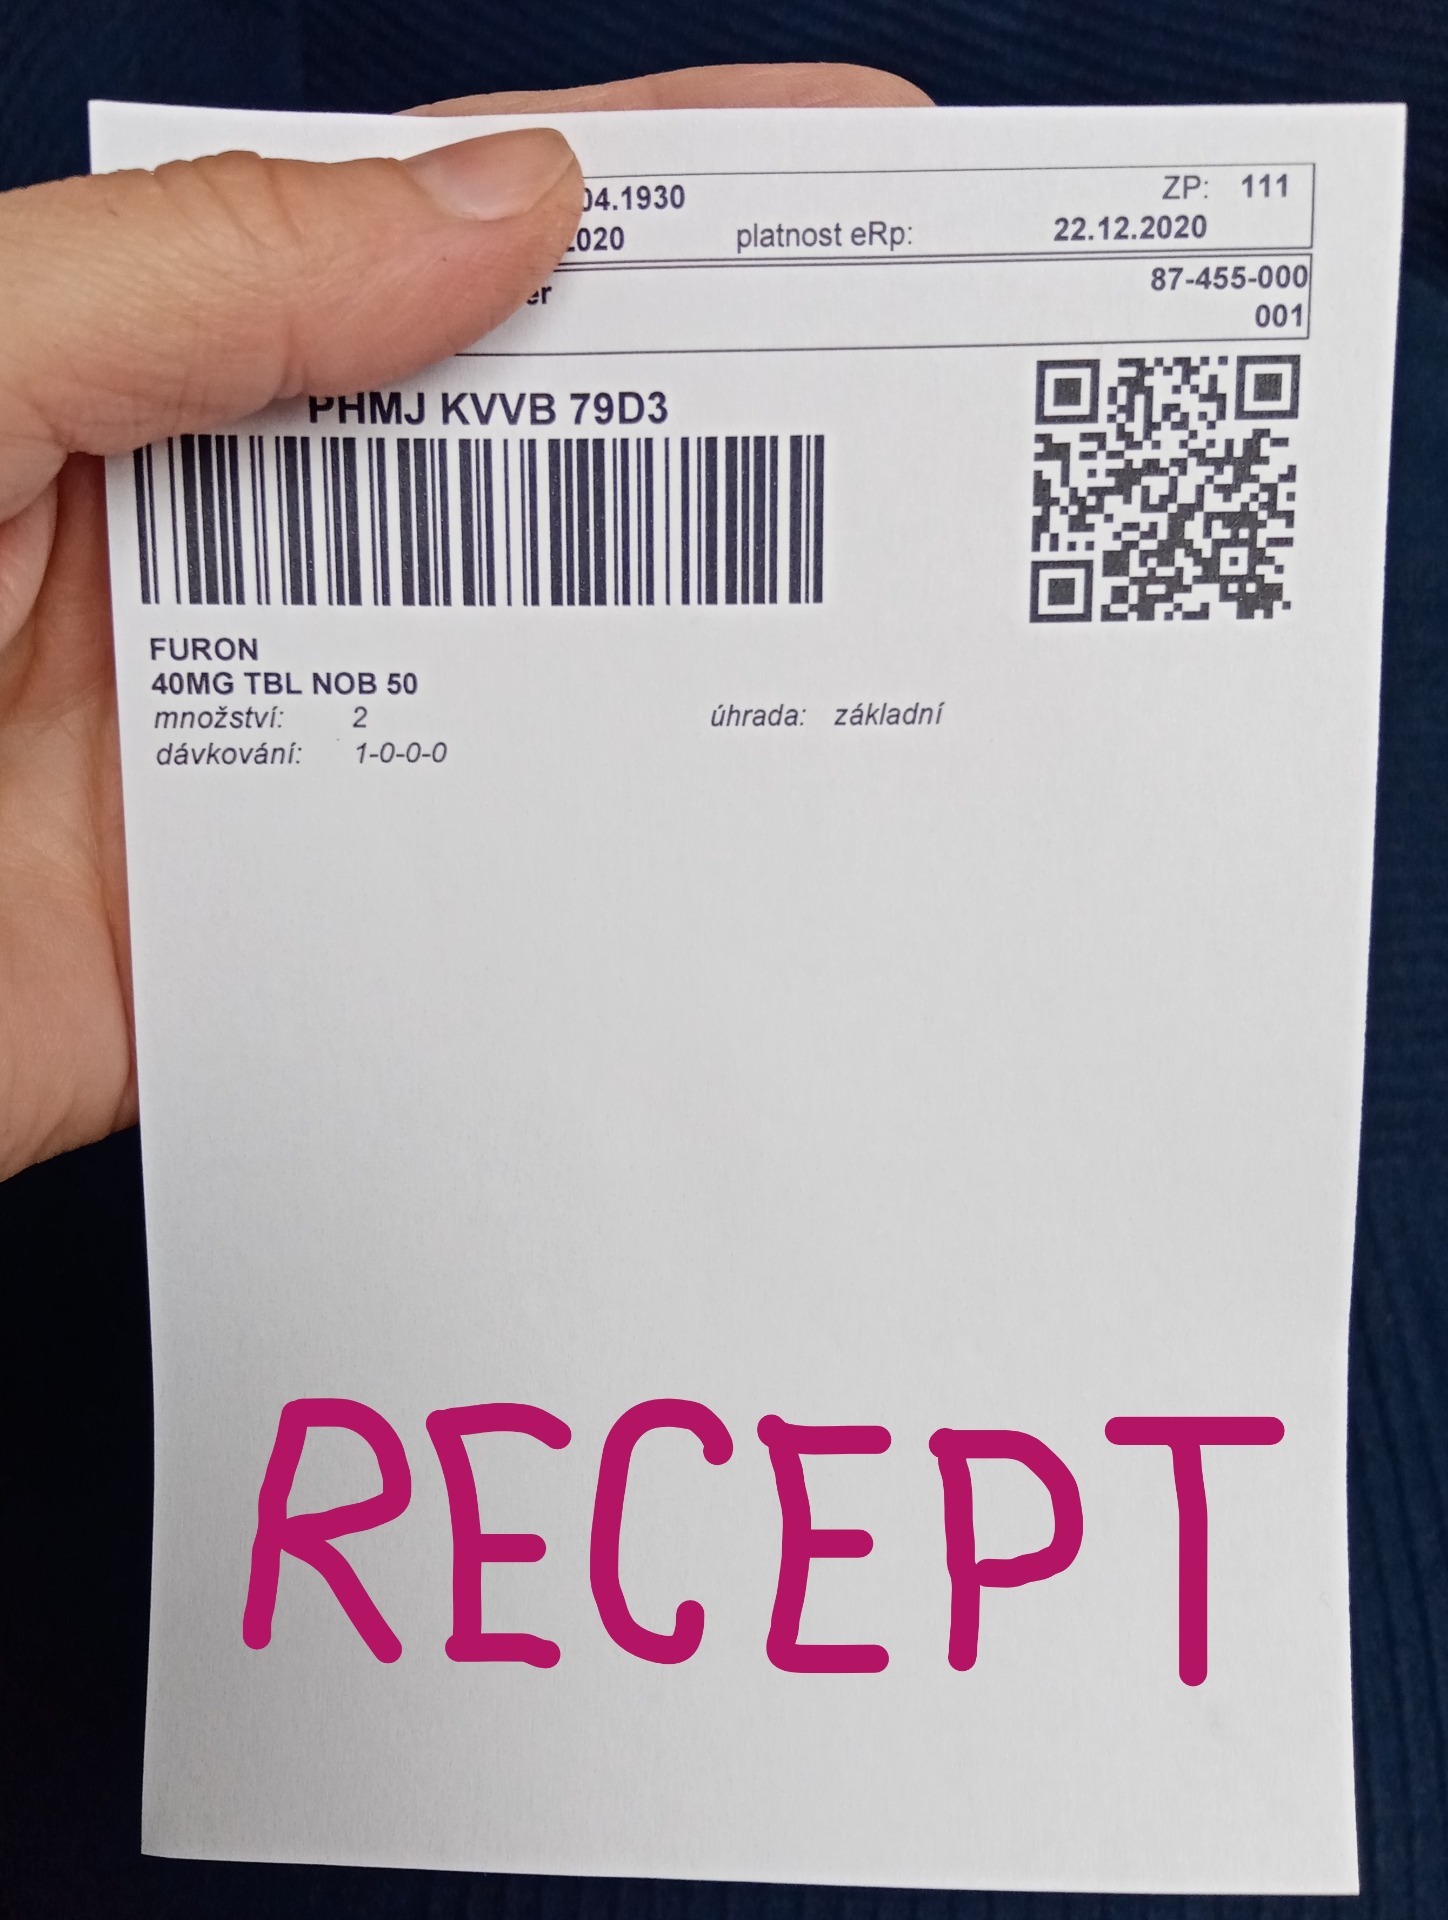 04.1930 ZP: 111
2020 platnost eRp: 22.12.2020
87-455-000
001
PHMJ KVVB 79D3
FURON
40MG TBL NOB 50
množství: 2 úhrada: základní
dávkování: 1-0-0-0
RECEPT